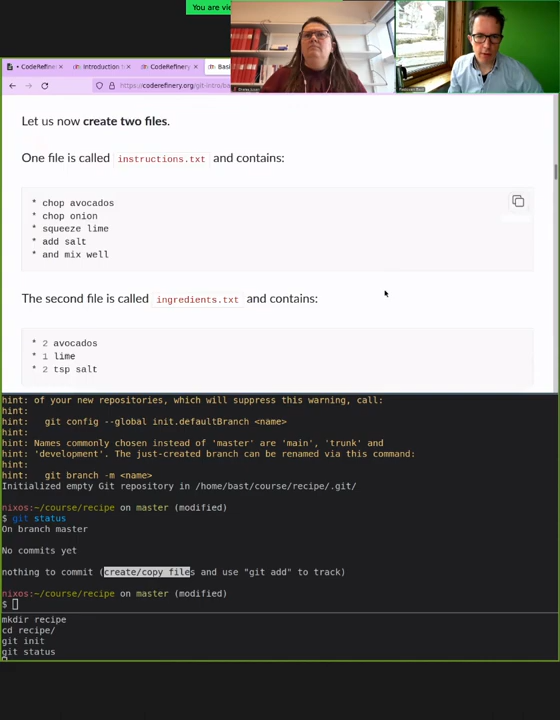 You are vie
CodeRefine
Introduction t
CodeRefinery
Basi
https://coderefinery.org/git-intro/ba
Let us now create two files.
One file is called instructions.txt and contains:
* chop avocados
* chop onion
* squeeze lime
* add salt
* and mix well
The second file is called ingredients.txt and contains:
* 2 avocados
* 1 lime
* 2 tsp salt
hint: of your new repositories, which will suppress this warning, call:
hint:
hint:   git config --global init.defaultBranch <name>
hint:
hint: Names commonly chosen instead of 'master' are 'main', 'trunk' and
hint: 'development'. The just-created branch can be renamed via this command:
hint:
hint:   git branch -m <name>
Initialized empty Git repository in /home/bast/course/recipe/.git/
nixos:~/course/recipe on master (modified)
$ git status
On branch master
No commits yet
nothing to commit (create/copy files and use "git add" to track)
nixos:~/course/recipe on master (modified)
$
mkdir recipe
cd recipe/
git init
git status